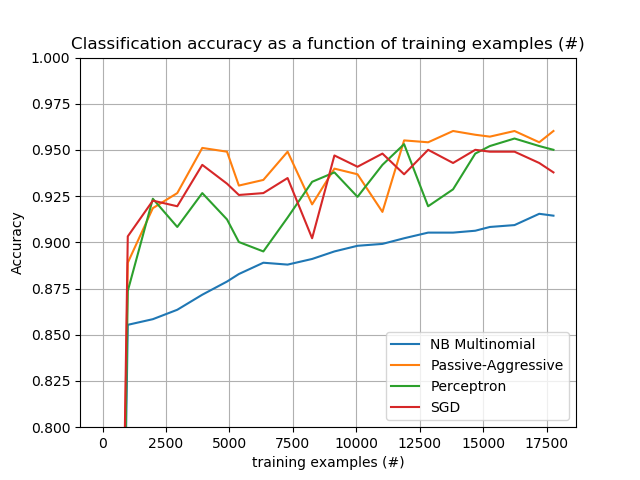 Classification accuracy as a function of training examples (#)
1.000
0.975
0.950
0.925
0.900
0.875
0.850
0.825
0.800
Accuracy
NB Multinomial
Passive-Aggressive
Perceptron
SGD
0 2500 5000 7500 10000 12500 15000 17500
training examples (#)